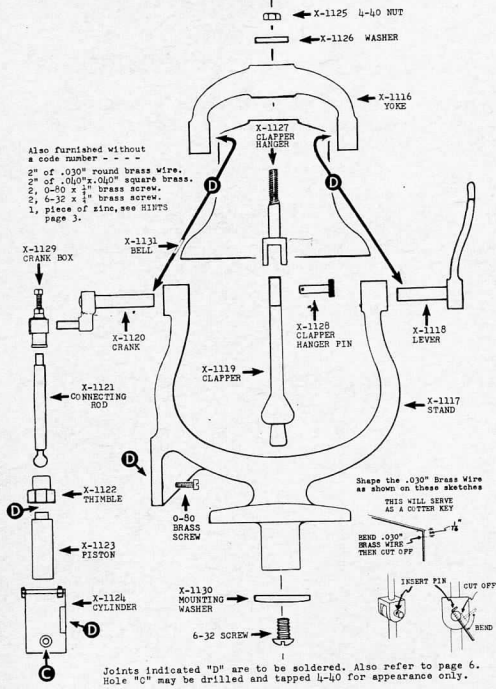 X-1125 4-40 NUT
X-1126 WASHER
X-1116
YOKE
X-1127
CLAPPER
HANGER
Also furnished without
a code number - - - -
2" of .030" round brass wire.
2" of .040"x.040" square brass.
2, 0-80 x ¼" brass screw.
2, 6-32 x ¼" brass screw.
1, piece of zinc, see HINTS
page 3.
D
D
X-1129
CRANK BOX
X-1131
BELL
X-1120
CRANK
X-1128
CLAPPER
HANGER PIN
X-1118
LEVER
X-1119
CLAPPER
X-1121
CONNECTING
ROD
X-1117
STAND
D
X-1122
THIMBLE
D
0-80
BRASS
SCREW
Shape the .030" Brass Wire
as shown on these sketches
THIS WILL SERVE
AS A COTTER KEY
BEND .030"
BRASS WIRE
THEN CUT OFF
X-1123
PISTON
X-1124
CYLINDER
D
C
X-1130
MOUNTING
WASHER
6-32 SCREW
INSERT PIN
CUT OFF
BEND
Joints indicated "D" are to be soldered. Also refer to page 6.
Hole "C" may be drilled and tapped 4-40 for appearance only.